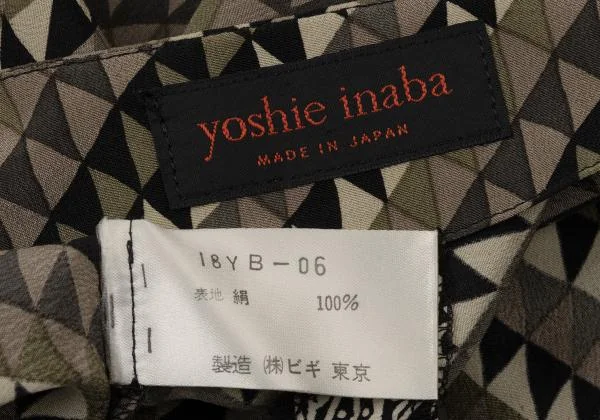 yoshie inaba
MADE IN JAPAN
18YB-06
表地 絹 100%
製造 ㈱ビギ 東京